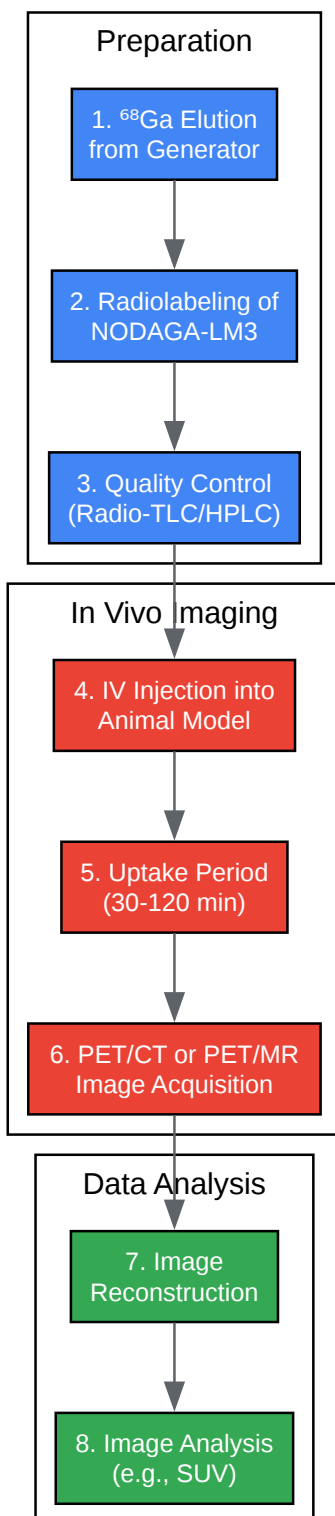 Preparation
1. ⁶⁸Ga Elution
from Generator
2. Radiolabeling of
NODAGA-LM3
3. Quality Control
(Radio-TLC/HPLC)
In Vivo Imaging
4. IV Injection into
Animal Model
5. Uptake Period
(30-120 min)
6. PET/CT or PET/MR
Image Acquisition
Data Analysis
7. Image
Reconstruction
8. Image Analysis
(e.g., SUV)